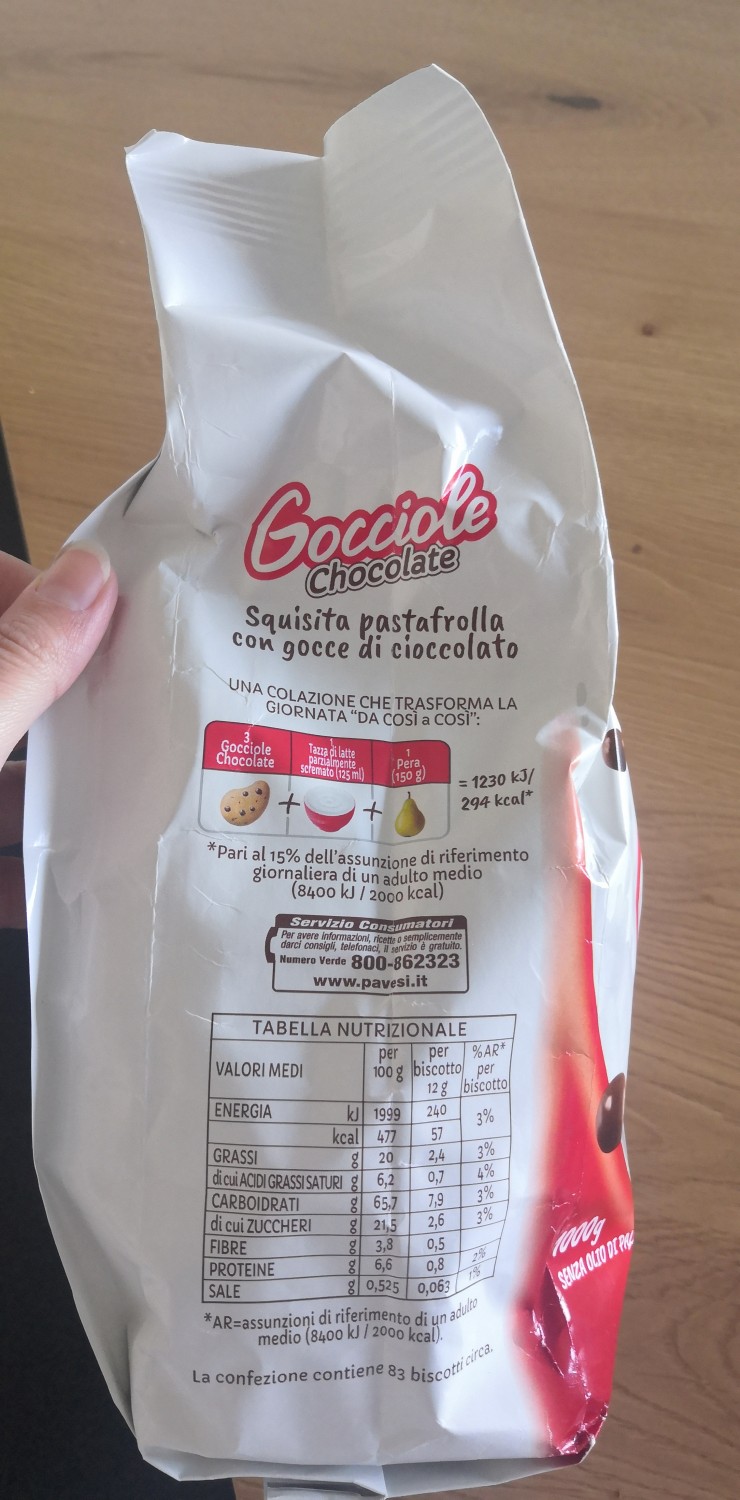 Gocciole
Chocolate
Squisita pastafrolla
con gocce di cioccolato
UNA COLAZIONE CHE TRASFORMA LA
GIORNATA "DA COSÌ a COSÌ":
3
Gocciole
Chocolate
1
Tazza di latte
parzialmente
scremato (125 ml)
1
Pera
(150 g)
+ +
= 1230 kJ/
294 kcal*
*Pari al 15% dell'assunzione di riferimento
giornaliera di un adulto medio
(8400 kJ / 2000 kcal)
Servizio Consumatori
Per avere informazioni, ricette o semplicemente
darci consigli, telefonaci, il servizio è gratuito.
Numero Verde 800-862323
www.pavesi.it
TABELLA NUTRIZIONALE
VALORI MEDI per 100 g per biscotto 12 g %AR* per biscotto
ENERGIA kJ 1999 240 3%
kcal 477 57
GRASSI g 20 2,4 3%
di cui ACIDI GRASSI SATURI g 6,2 0,7 4%
CARBOIDRATI g 65,7 7,9 3%
di cui ZUCCHERI g 21,5 2,6 3%
FIBRE g 3,8 0,5
PROTEINE g 6,6 0,8 2%
SALE g 0,525 0,063 1%
*AR=assunzioni di riferimento di un adulto
medio (8400 kJ / 2000 kcal).
La confezione contiene 83 biscotti circa.
1000g
SENZA OLIO DI